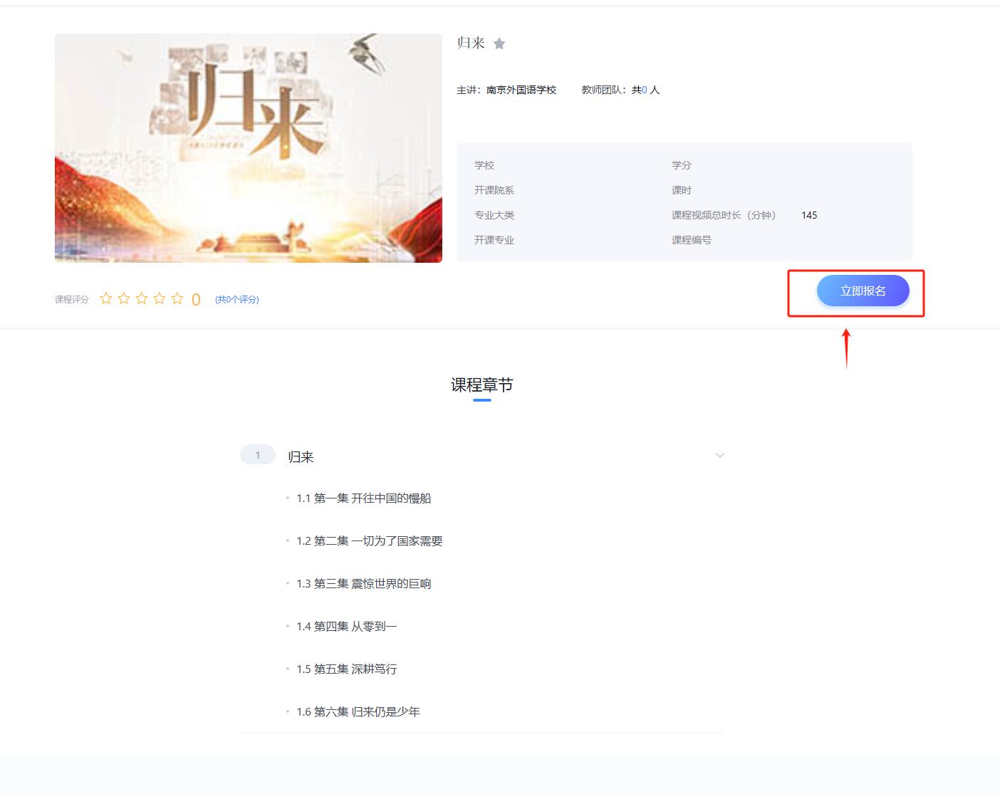 归来
归来
主讲：南京外国语学校 教师团队：共0 人
学校 学分
开课院系 课时
专业大类 课程视频总时长（分钟） 145
开课专业 课程编号
课程评分 0 (共0个评分)
立即报名
课程章节
1 归来
1.1 第一集 开往中国的慢船
1.2 第二集 一切为了国家需要
1.3 第三集 震惊世界的巨响
1.4 第四集 从零到一
1.5 第五集 深耕笃行
1.6 第六集 归来仍是少年